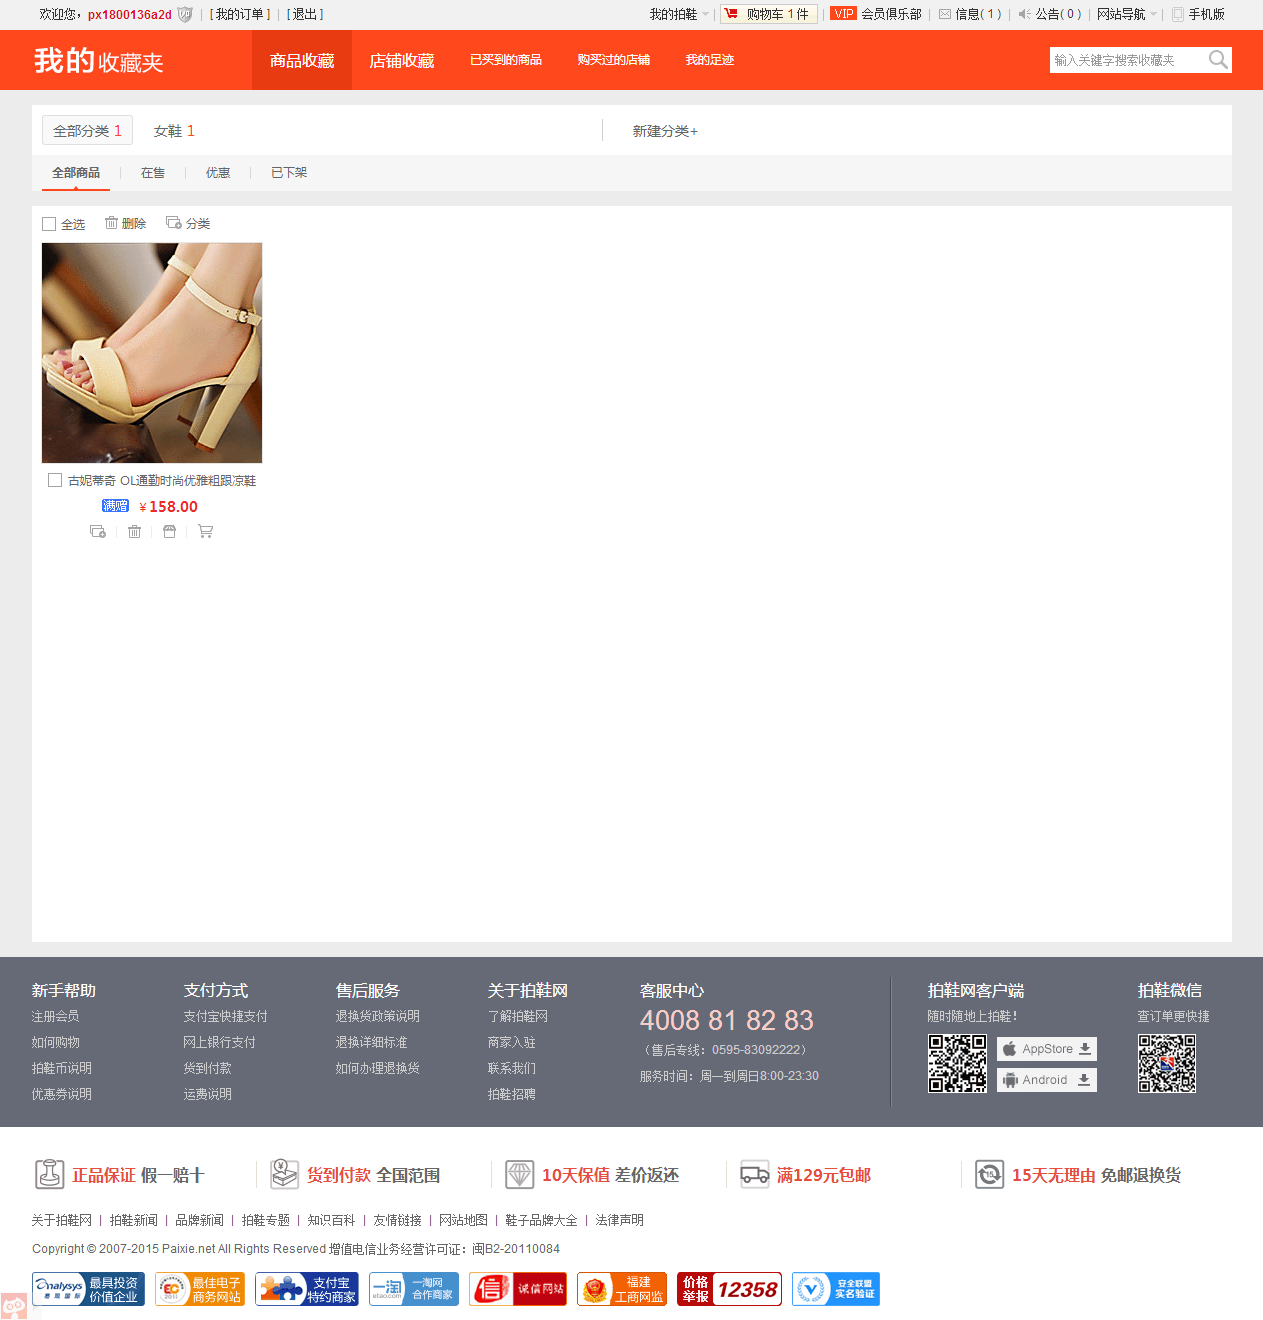 欢迎您，px1800136a2d VIP | [ 我的订单 ] | [ 退出 ] 我的拍鞋 | 购物车 1 件 | VIP 会员俱乐部 | 信息( 1 ) | 公告( 0 ) | 网站导航 | 手机版
我的收藏夹 商品收藏 店铺收藏 已买到的商品 购买过的店铺 我的足迹 输入关键字搜索收藏夹
全部分类 1 女鞋 1 新建分类+
全部商品 | 在售 | 优惠 | 已下架
全选 删除 分类
古妮蒂奇 OL通勤时尚优雅粗跟凉鞋
满赠 ¥158.00
新手帮助 支付方式 售后服务 关于拍鞋网 客服中心 拍鞋网客户端 拍鞋微信
注册会员 支付宝快捷支付 退换货政策说明 了解拍鞋网 4008 81 82 83 随时随地上拍鞋！ 查订单更快捷
如何购物 网上银行支付 退换详细标准 商家入驻 （售后专线：0595-83092222） AppStore
拍鞋币说明 货到付款 如何办理退换货 联系我们 服务时间：周一到周日8:00-23:30 Android
优惠券说明 运费说明 拍鞋招聘
正品保证 假一赔十 货到付款 全国范围 10天保值 差价返还 满129元包邮 15 15天无理由 免邮退换货
关于拍鞋网 | 拍鞋新闻 | 品牌新闻 | 拍鞋专题 | 知识百科 | 友情链接 | 网站地图 | 鞋子品牌大全 | 法律声明
Copyright © 2007-2015 Paixie.net All Rights Reserved 增值电信业务经营许可证：闽B2-20110084
Analysys 易观国际 最具投资价值企业 EC 2011 最佳电子商务网站 支付宝特约商家 一淘 etao.com 一淘网合作商家 信 诚信网站 福建工商网监 价格举报 12358 安全联盟实名验证